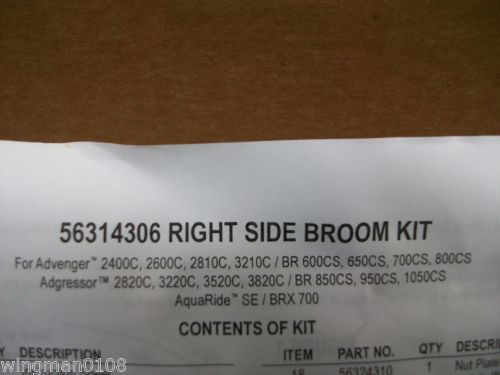 56314306 RIGHT SIDE BROOM KIT
For Advenger™ 2400C, 2600C, 2810C, 3210C / BR 600CS, 650CS, 700CS, 800CS
Adgressor™ 2820C, 3220C, 3520C, 3820C / BR 850CS, 950CS, 1050CS
AquaRide™ SE / BRX 700
CONTENTS OF KIT
Y DESCRIPTION ITEM PART NO. QTY DESCRI
18 56324310 1 Nut Plate
wingman0108